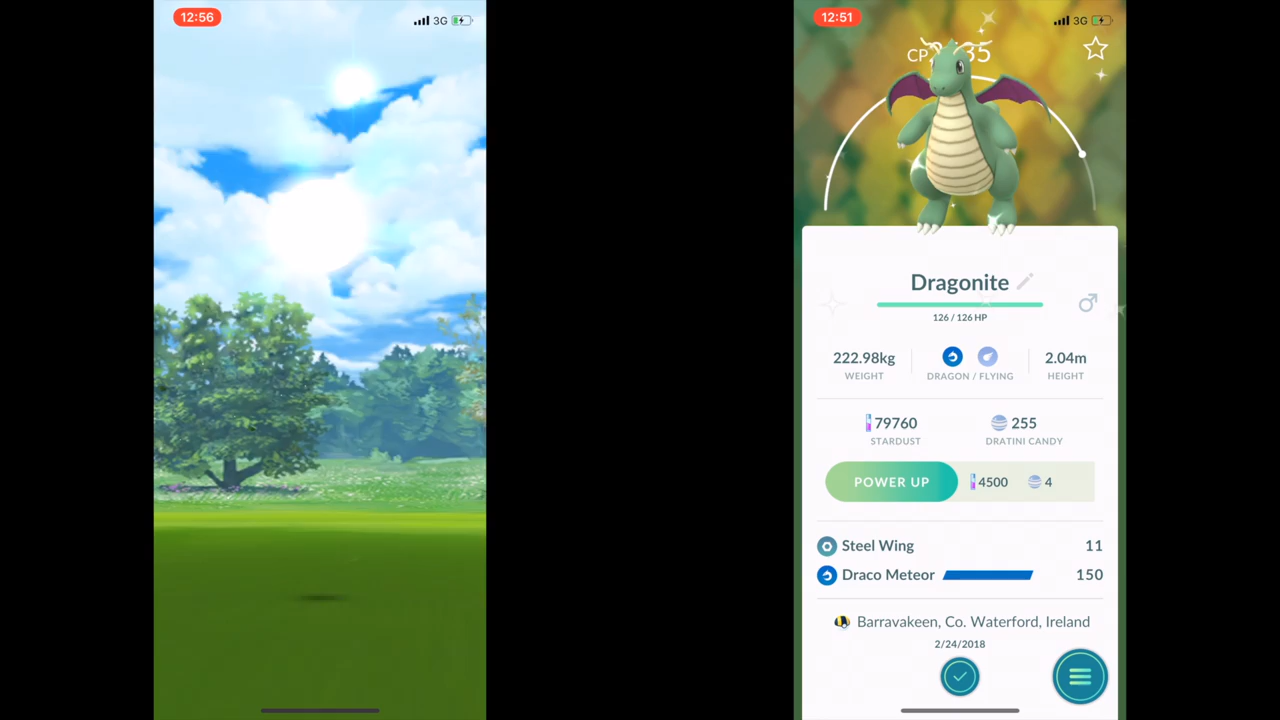 12:56
3G
12:51
3G
CP
35
Dragonite
126 / 126 HP
222.98kg
WEIGHT
DRAGON / FLYING
2.04m
HEIGHT
79760
STARDUST
255
DRATINI CANDY
POWER UP
4500
4
Steel Wing
11
Draco Meteor
150
Barravakeen, Co. Waterford, Ireland
2/24/2018